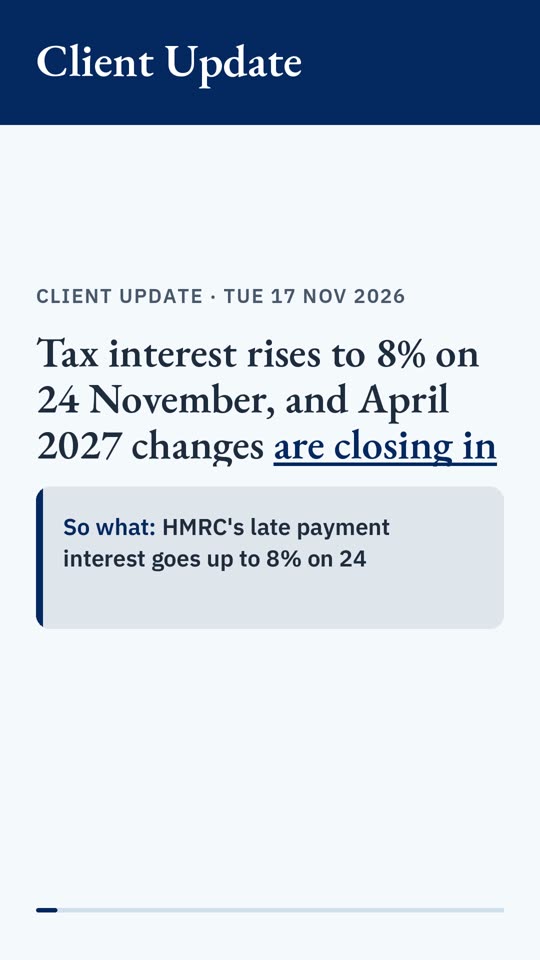 Client Update
CLIENT UPDATE · TUE 17 NOV 2026
Tax interest rises to 8% on
24 November, and April
2027 changes are closing in
So what: HMRC's late payment
interest goes up to 8% on 24